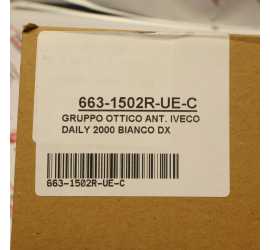 663-1502R-UE-C
GRUPPO OTTICO ANT. IVECO
DAILY 2000 BIANCO DX
663-1502R-UE-C